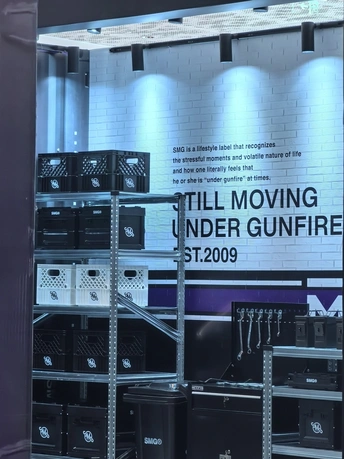 SMG is a lifestyle label that recognizes
the stressful moments and volatile nature of life
and how one literally feels that
he or she is "under gunfire" at times.
STILL MOVING
UNDER GUNFIRE
EST.2009
SMG®